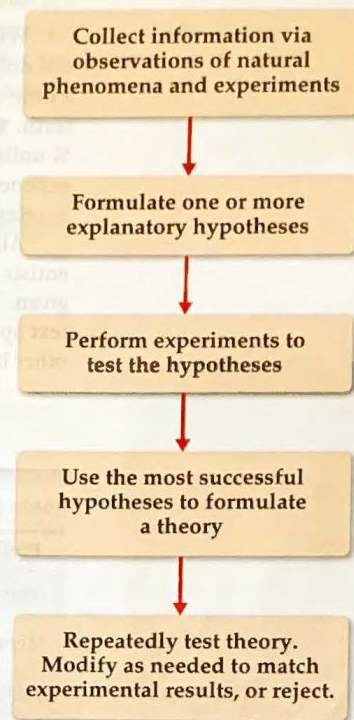 Collect information via
observations of natural
phenomena and experiments
Formulate one or more
explanatory hypotheses
Perform experiments to
test the hypotheses
Use the most successful
hypotheses to formulate
a theory
Repeatedly test theory.
Modify as needed to match
experimental results, or reject.